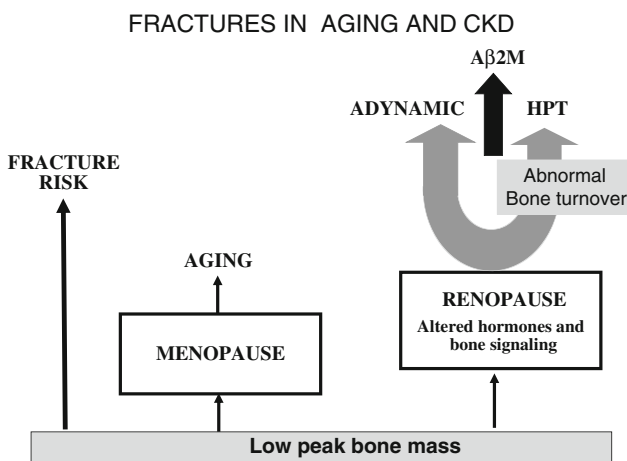 FRACTURES IN AGING AND CKD
Aβ2M
ADYNAMIC
HPT
FRACTURE
RISK
Abnormal
Bone turnover
AGING
MENOPAUSE
RENOPAUSE
Altered hormones and
bone signaling
Low peak bone mass